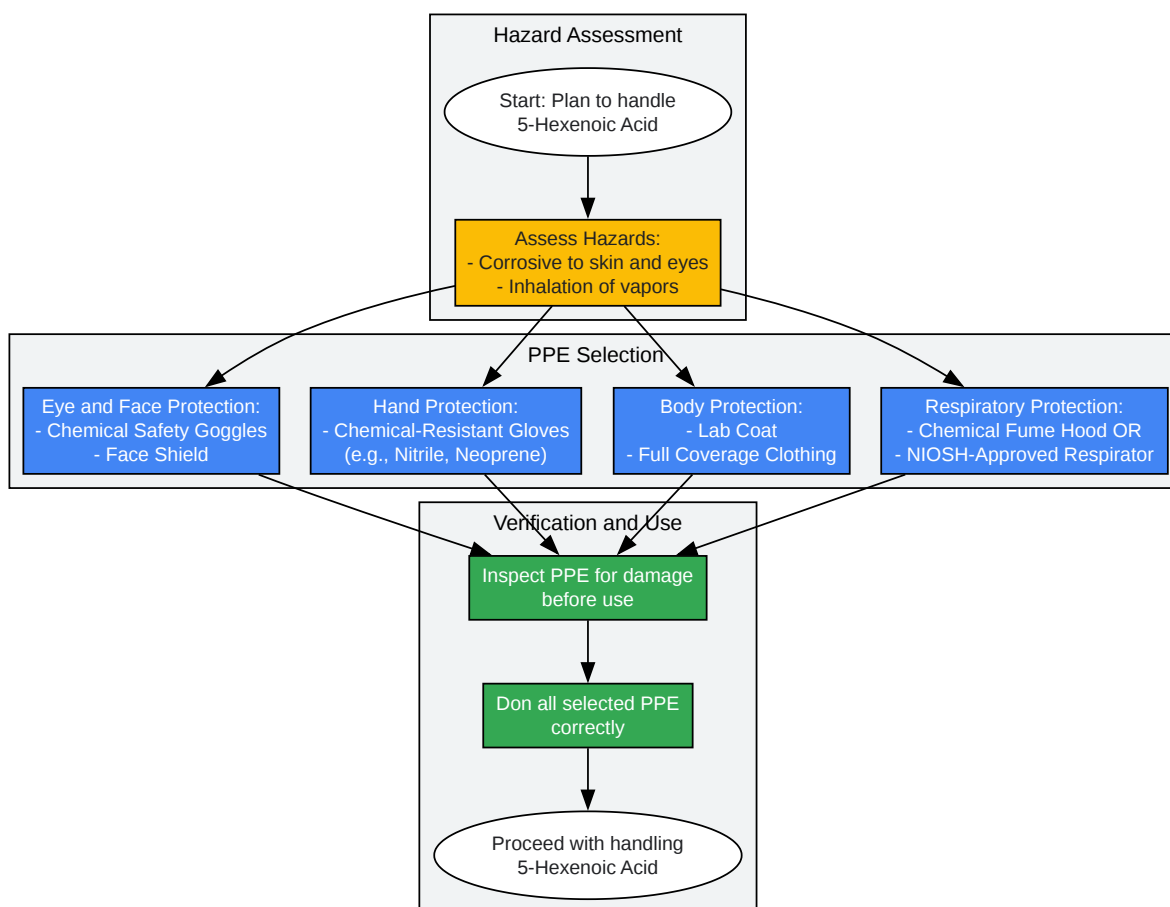 Hazard Assessment
Start: Plan to handle
5-Hexenoic Acid
Assess Hazards:
- Corrosive to skin and eyes
- Inhalation of vapors
PPE Selection
Eye and Face Protection:
- Chemical Safety Goggles
- Face Shield
Hand Protection:
- Chemical-Resistant Gloves
(e.g., Nitrile, Neoprene)
Body Protection:
- Lab Coat
- Full Coverage Clothing
Respiratory Protection:
- Chemical Fume Hood OR
- NIOSH-Approved Respirator
Verification and Use
Inspect PPE for damage
before use
Don all selected PPE
correctly
Proceed with handling
5-Hexenoic Acid